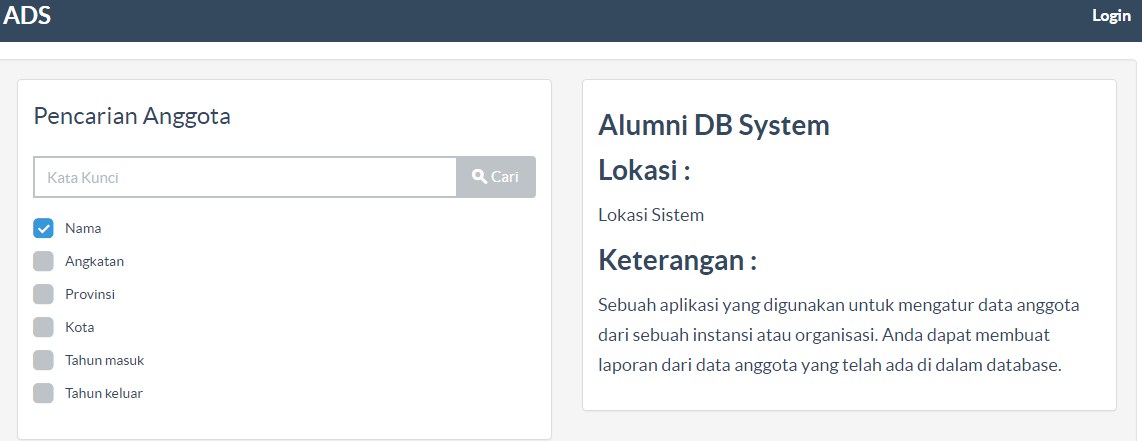 ADS
Login
Pencarian Anggota
Kata Kunci
Cari
Nama
Angkatan
Provinsi
Kota
Tahun masuk
Tahun keluar
Alumni DB System
Lokasi :
Lokasi Sistem
Keterangan :
Sebuah aplikasi yang digunakan untuk mengatur data anggota
dari sebuah instansi atau organisasi. Anda dapat membuat
laporan dari data anggota yang telah ada di dalam database.